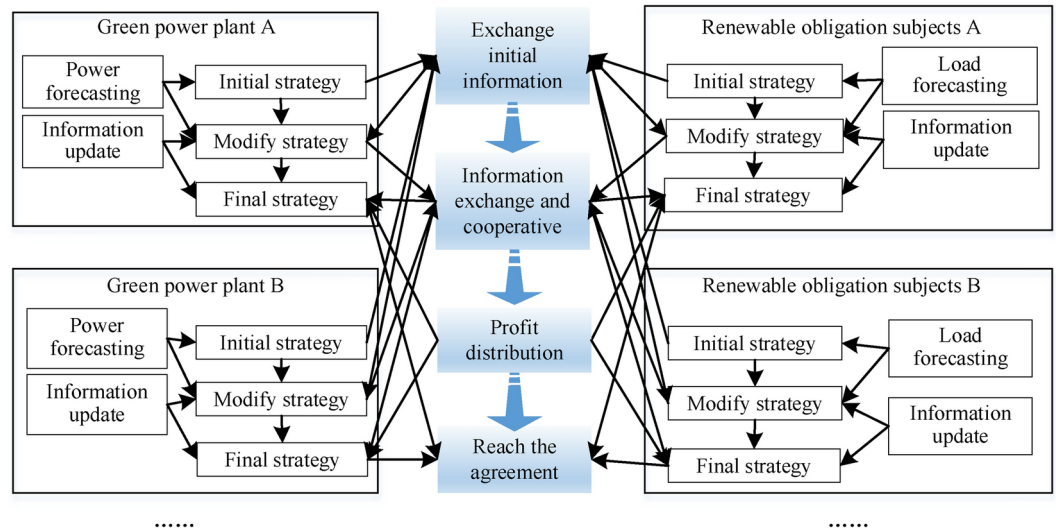 Green power plant A
Power
forecasting
Information
update
Initial strategy
Modify strategy
Final strategy
Exchange
initial
information
Information
exchange and
cooperative
Profit
distribution
Reach the
agreement
Renewable obligation subjects A
Initial strategy
Modify strategy
Final strategy
Load
forecasting
Information
update
Green power plant B
Power
forecasting
Information
update
Initial strategy
Modify strategy
Final strategy
Renewable obligation subjects B
Initial strategy
Modify strategy
Final strategy
Load
forecasting
Information
update
......
......